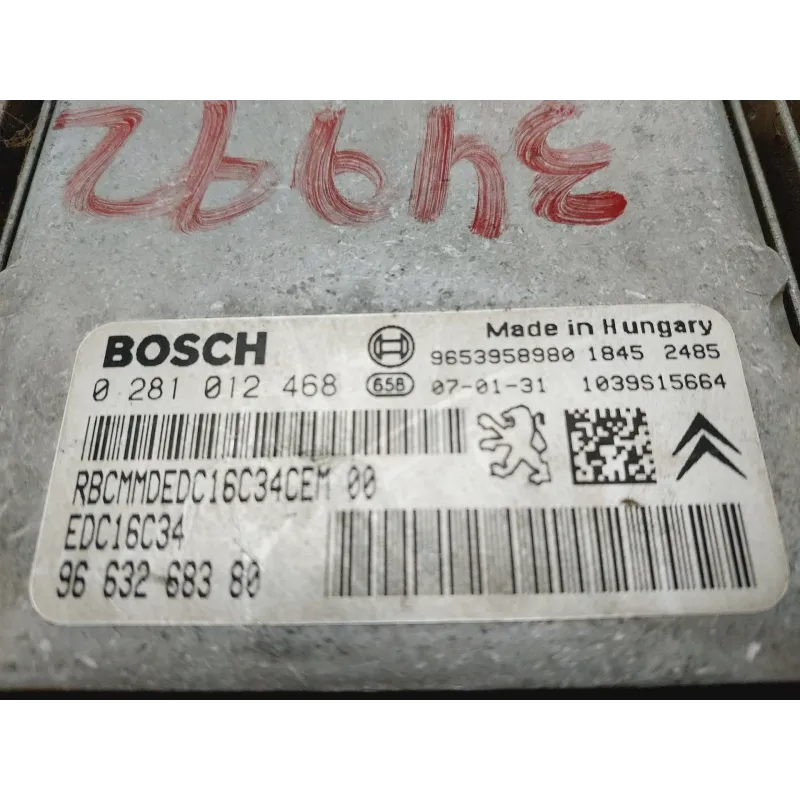 BOSCH
Made in Hungary
9653958980 1845 2485
0 281 012 468 658 07-01-31 1039S15664
RBCMMDEDC16C34CEM 00
EDC16C34
96 632 683 80